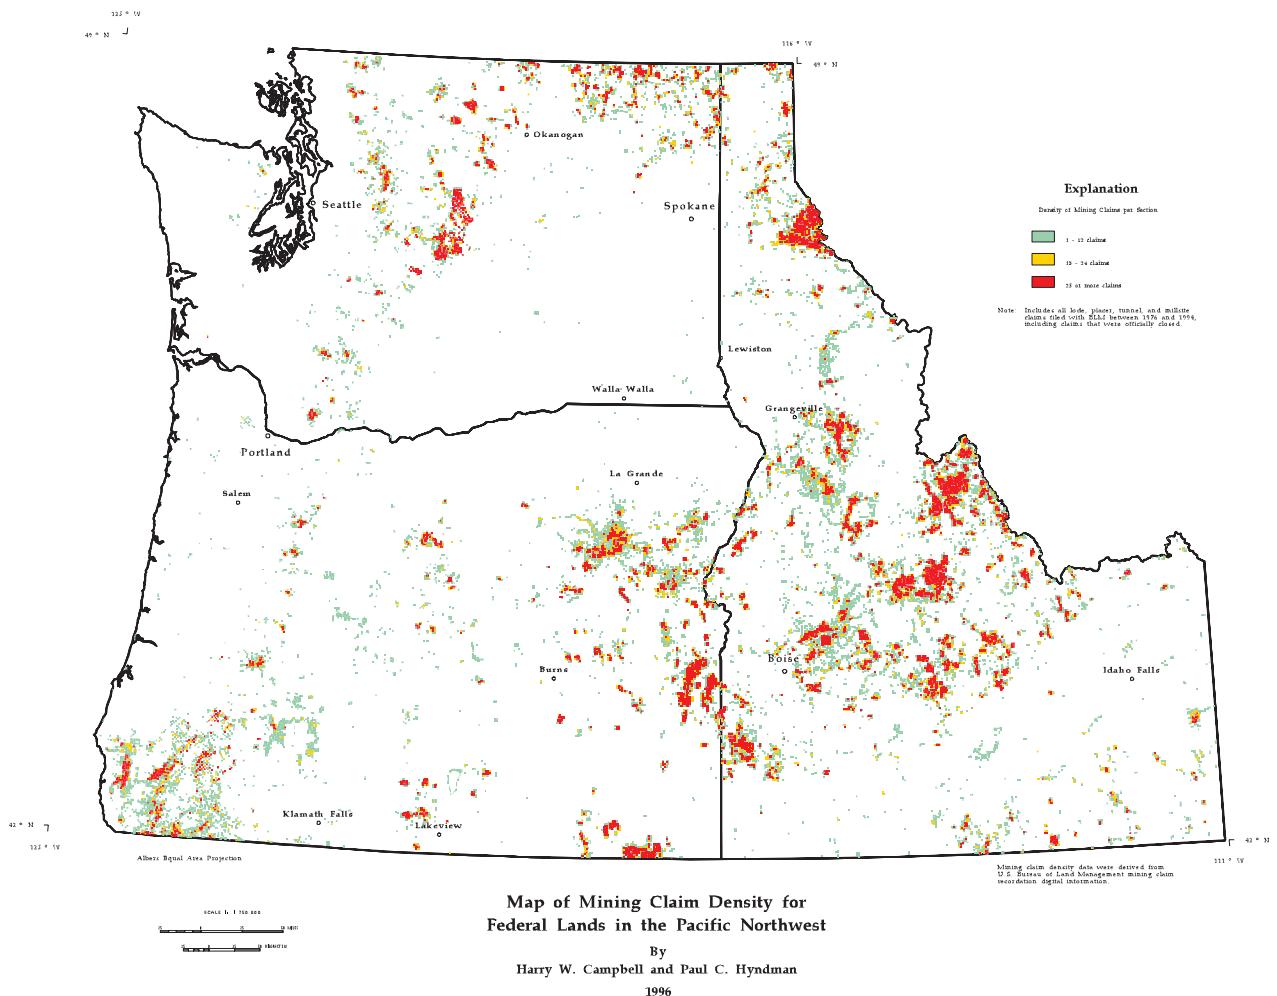 123° W
49° N
116° W
49° N
Okanogan
Explanation
Density of Mining Claims per Section
1 - 12 claims
13 - 24 claims
25 or more claims
Note: Includes all lode, placer, tunnel, and millsite
claims filed with BLM between 1976 and 1994,
including claims that were officially closed.
Seattle
Spokane
Lewiston
Walla Walla
Grangeville
Portland
La Grande
Salem
Boise
Burns
Idaho Falls
Klamath Falls
Lakeview
42° N
123° W
42° N
111° W
Albers Equal Area Projection
Mining claim density data were derived from
U.S. Bureau of Land Management mining claim
recordation digital information.
Map of Mining Claim Density for
Federal Lands in the Pacific Northwest
By
Harry W. Campbell and Paul C. Hyndman
1996